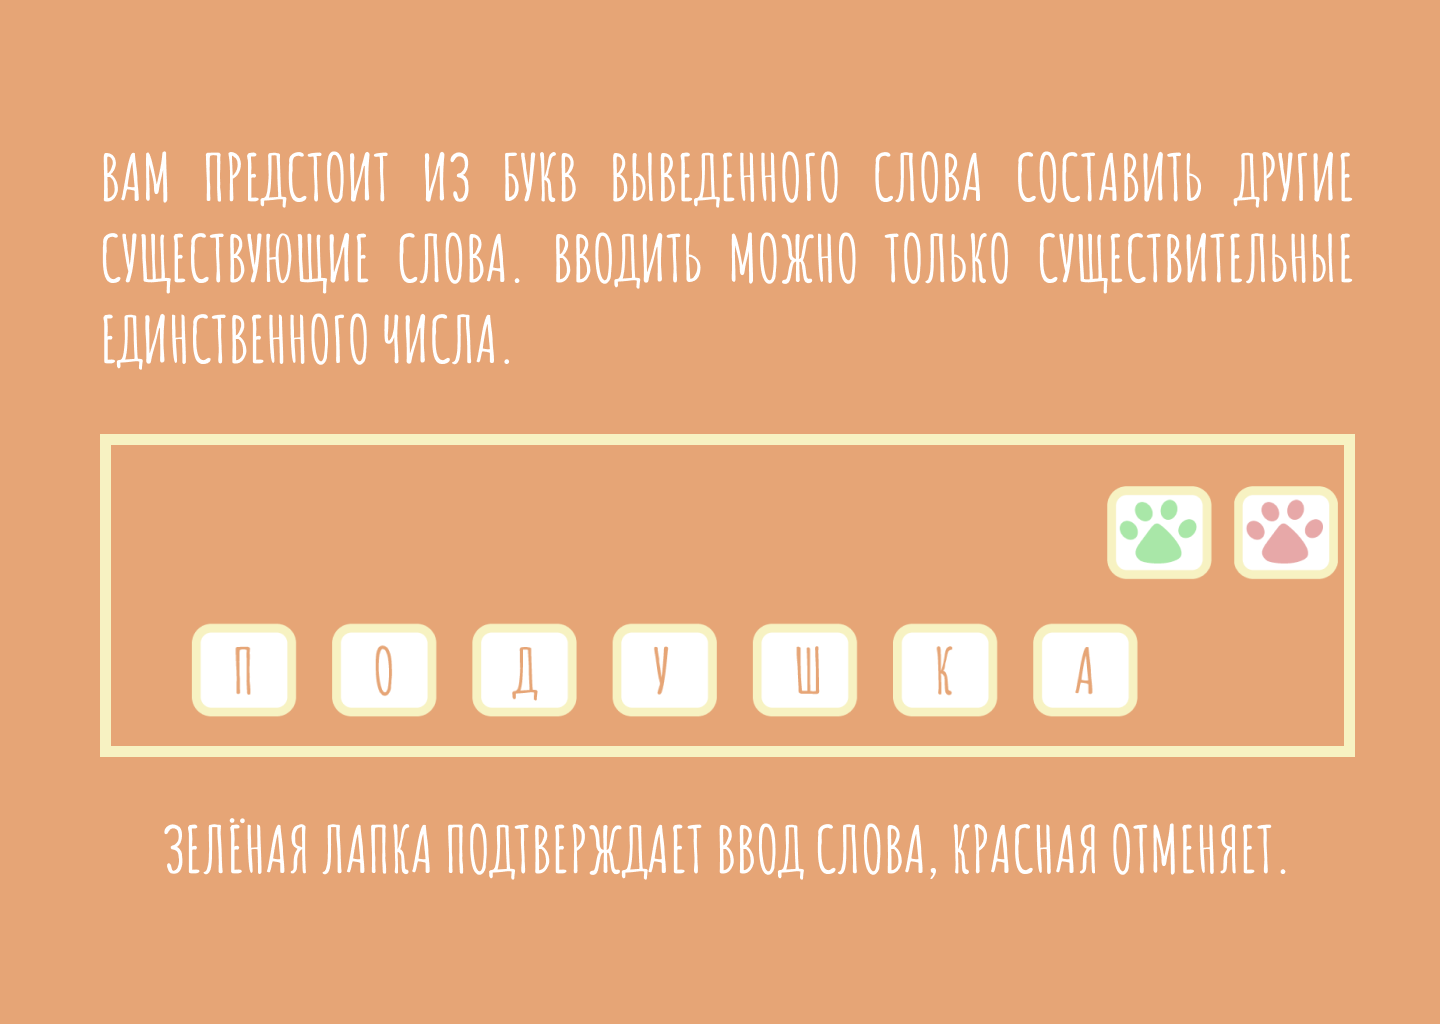 ВАМ ПРЕДСТОИТ ИЗ БУКВ ВЫВЕДЕННОГО СЛОВА СОСТАВИТЬ ДРУГИЕ
СУЩЕСТВУЮЩИЕ СЛОВА. ВВОДИТЬ МОЖНО ТОЛЬКО СУЩЕСТВИТЕЛЬНЫЕ
ЕДИНСТВЕННОГО ЧИСЛА.
П О Д У Ш К А
ЗЕЛЁНАЯ ЛАПКА ПОДТВЕРЖДАЕТ ВВОД СЛОВА, КРАСНАЯ ОТМЕНЯЕТ.